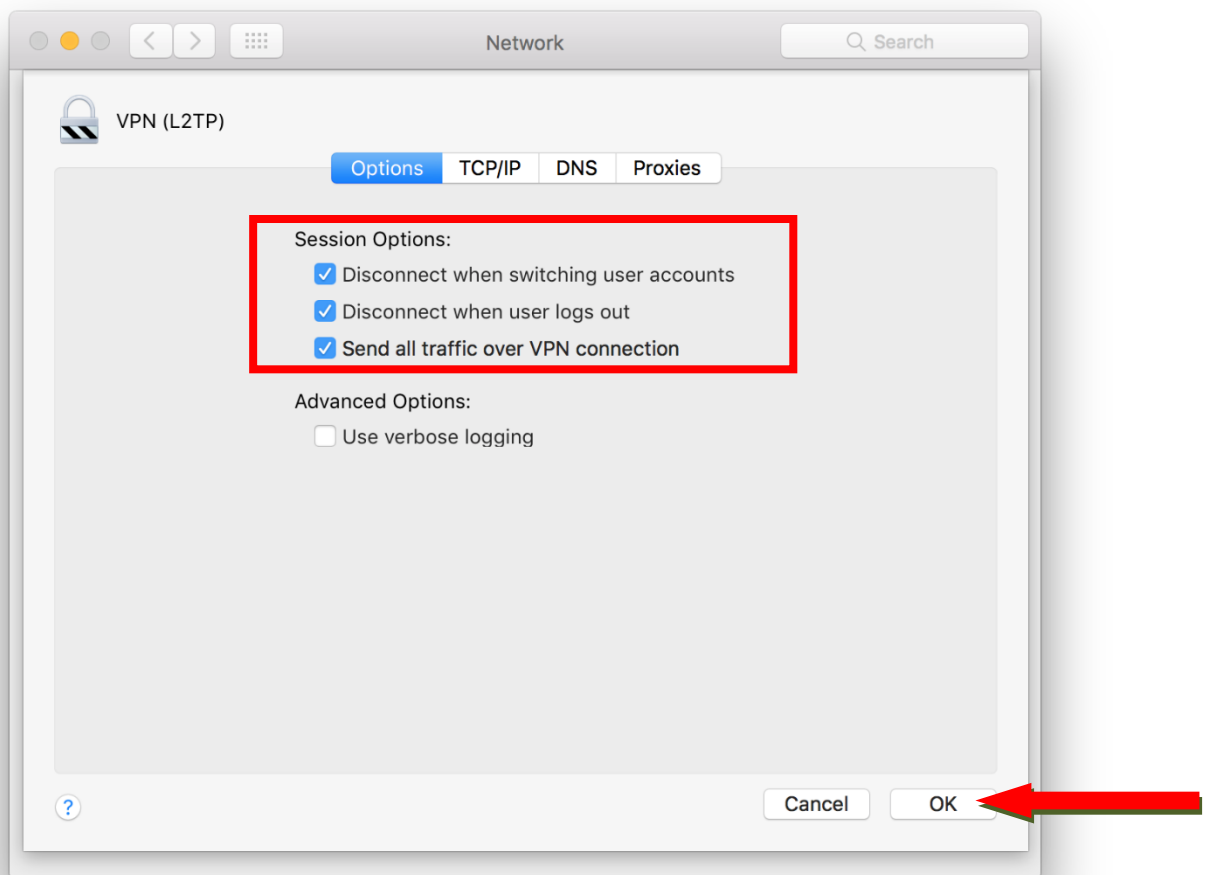 Network
Search
VPN (L2TP)
Options TCP/IP DNS Proxies
Session Options:
Disconnect when switching user accounts
Disconnect when user logs out
Send all traffic over VPN connection
Advanced Options:
Use verbose logging
? Cancel OK